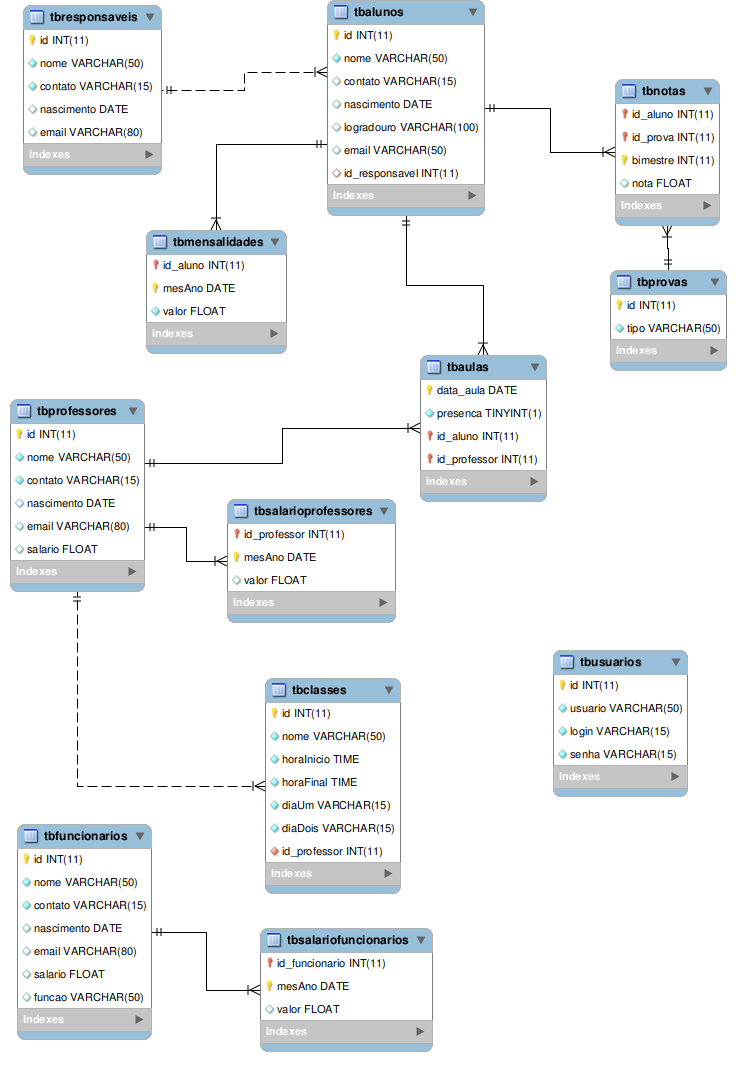 tbresponsaveis
id INT(11)
nome VARCHAR(50)
contato VARCHAR(15)
nascimento DATE
email VARCHAR(80)
Indexes
tbalunos
id INT(11)
nome VARCHAR(50)
contato VARCHAR(15)
nascimento DATE
logradouro VARCHAR(100)
email VARCHAR(50)
id_responsavel INT(11)
Indexes
tbnotas
id_aluno INT(11)
id_prova INT(11)
bimestre INT(11)
nota FLOAT
Indexes
tbmensalidades
id_aluno INT(11)
mesAno DATE
valor FLOAT
Indexes
tbprovas
id INT(11)
tipo VARCHAR(50)
Indexes
tbaulas
data_aula DATE
presenca TINYINT(1)
id_aluno INT(11)
id_professor INT(11)
Indexes
tbprofessores
id INT(11)
nome VARCHAR(50)
contato VARCHAR(15)
nascimento DATE
email VARCHAR(80)
salario FLOAT
Indexes
tbsalarioprofessores
id_professor INT(11)
mesAno DATE
valor FLOAT
Indexes
tbusuarios
id INT(11)
usuario VARCHAR(50)
login VARCHAR(15)
senha VARCHAR(15)
Indexes
tbclasses
id INT(11)
nome VARCHAR(50)
horaInicio TIME
horaFinal TIME
diaUm VARCHAR(15)
diaDois VARCHAR(15)
id_professor INT(11)
Indexes
tbfuncionarios
id INT(11)
nome VARCHAR(50)
contato VARCHAR(15)
nascimento DATE
email VARCHAR(80)
salario FLOAT
funcao VARCHAR(50)
Indexes
tbsalariofuncionarios
id_funcionario INT(11)
mesAno DATE
valor FLOAT
Indexes